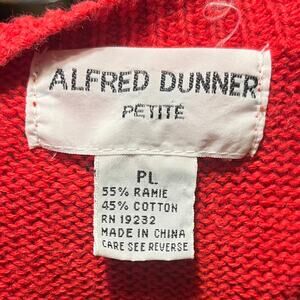 ALFRED DUNNER
PETITE
PL
55% RAMIE
45% COTTON
RN 19232
MADE IN CHINA
CARE SEE REVERSE